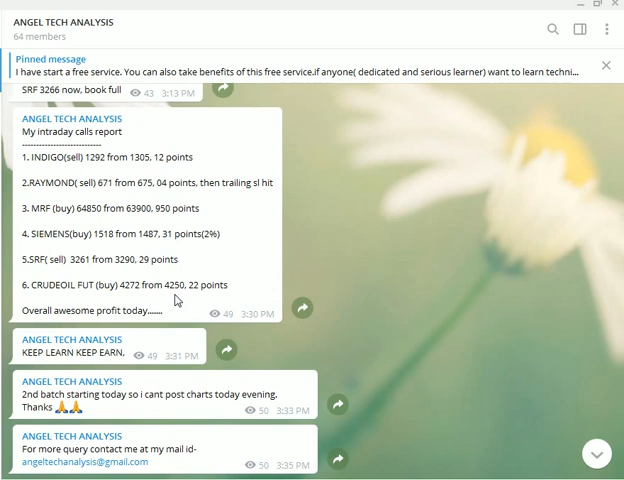 ANGEL TECH ANALYSIS
64 members
Pinned message
I have start a free service. You can also take benefits of this free service.if anyone( dedicated and serious learner) want to learn techni...
SRF 3266 now, book full
43 3:13 PM
ANGEL TECH ANALYSIS
My intraday calls report
----------------------------
1. INDIGO(sell) 1292 from 1305, 12 points
2.RAYMOND( sell) 671 from 675, 04 points, then trailing sl hit
3. MRF (buy) 64850 from 63900, 950 points
4. SIEMENS(buy) 1518 from 1487, 31 points(2%)
5.SRF( sell)  3261 from 3290, 29 points
6. CRUDEOIL FUT (buy) 4272 from 4250, 22 points
Overall awesome profit today.......
49 3:30 PM
ANGEL TECH ANALYSIS
KEEP LEARN KEEP EARN,
49 3:31 PM
ANGEL TECH ANALYSIS
2nd batch starting today so i cant post charts today evening.
Thanks 🙏🙏
50 3:33 PM
ANGEL TECH ANALYSIS
For more query contact me at my mail id-
angeltechanalysis@gmail.com
50 3:35 PM